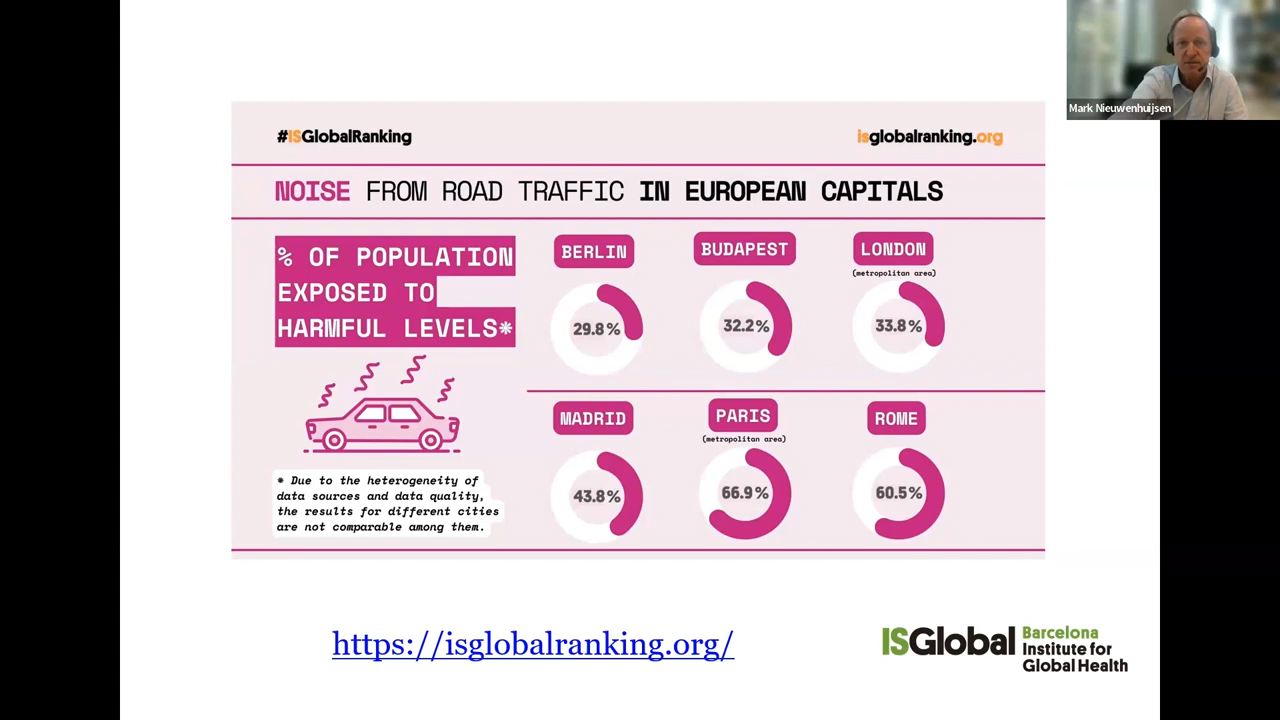 Mark Nieuwenhuijsen
#ISGlobalRanking
isglobalranking.org
NOISE FROM ROAD TRAFFIC IN EUROPEAN CAPITALS
% OF POPULATION
EXPOSED TO
HARMFUL LEVELS*
BERLIN
29.8%
BUDAPEST
32.2%
LONDON
(metropolitan area)
33.8%
MADRID
43.8%
PARIS
(metropolitan area)
66.9%
ROME
60.5%
* Due to the heterogeneity of
data sources and data quality,
the results for different cities
are not comparable among them.
https://isglobalranking.org/
ISGlobal
Barcelona
Institute for
Global Health